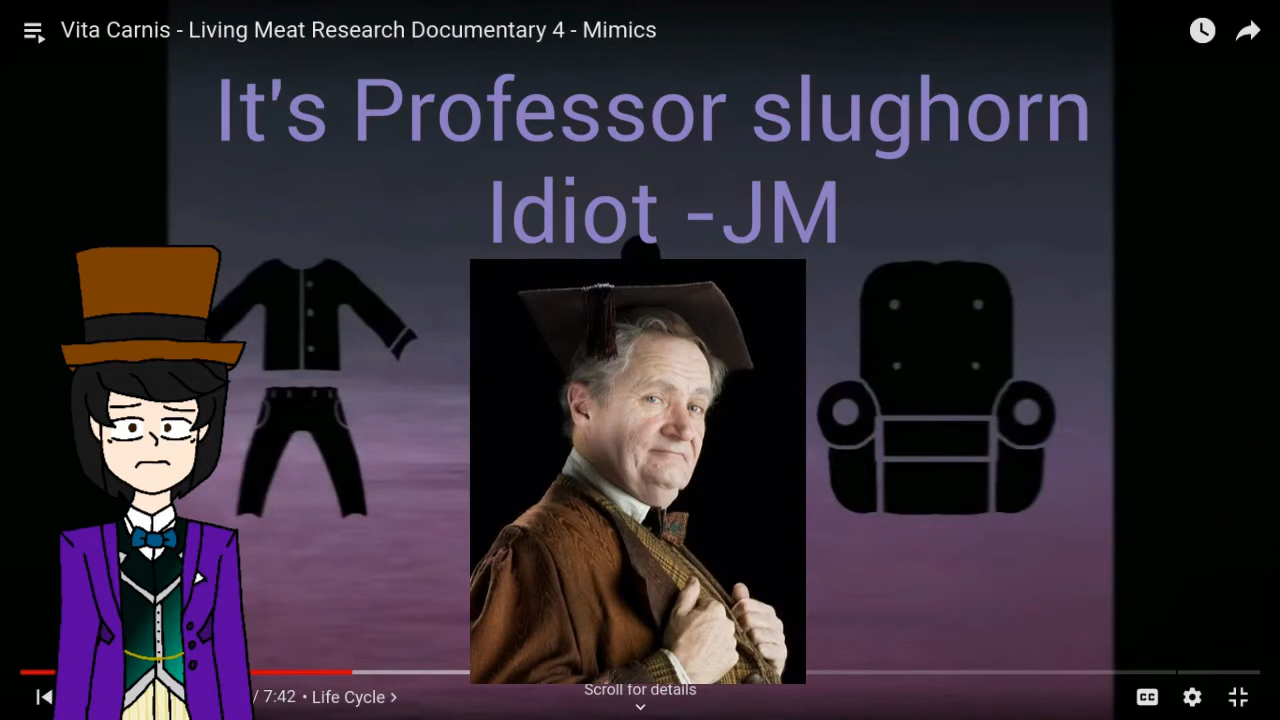 Vita Carnis - Living Meat Research Documentary 4 - Mimics
It's Professor slughorn
Idiot -JM
/ 7:42 • Life Cycle >
Scroll for details
CC